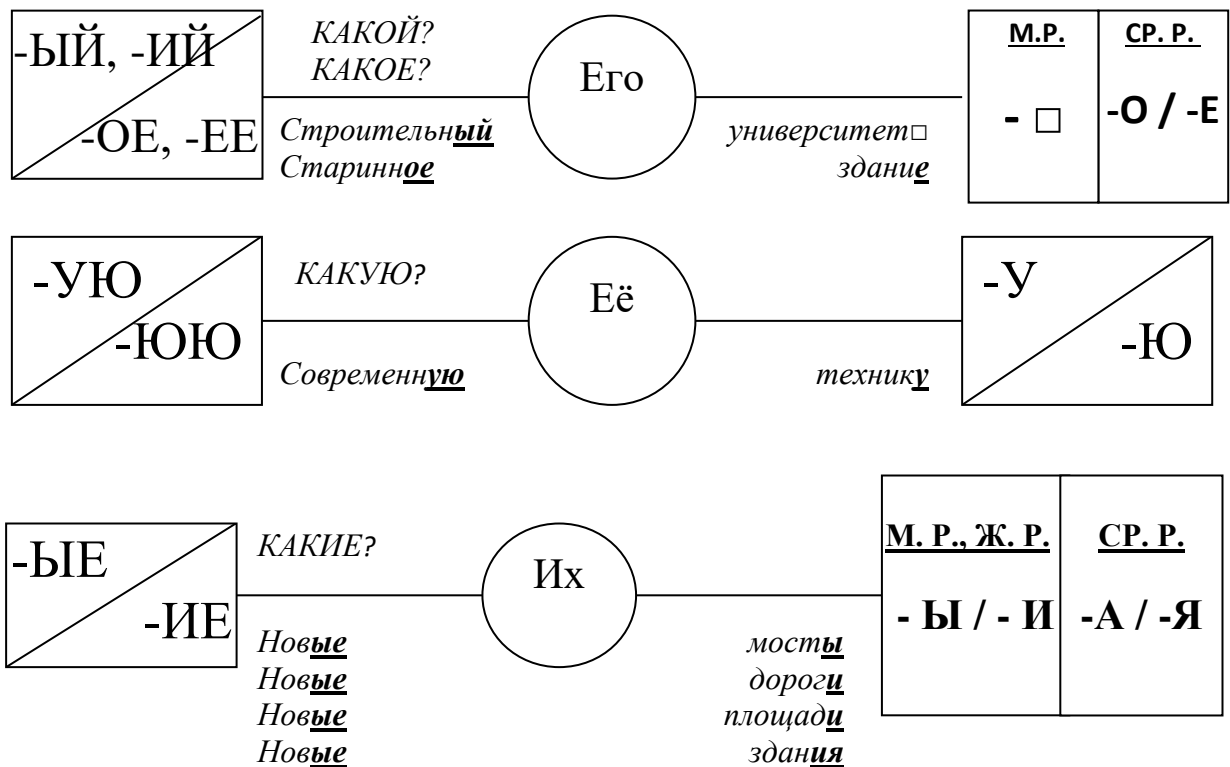 -ЫЙ, -ИЙ
-ОЕ, -ЕЕ
КАКОЙ?
КАКОЕ?
Строительный
Старинное
Его
университет□
здание
М.Р.
- □
СР. Р.
-О / -Е
-УЮ
-ЮЮ
КАКУЮ?
Современную
Её
технику
-У
-Ю
-ЫЕ
-ИЕ
КАКИЕ?
Новые
Новые
Новые
Новые
Их
мосты
дороги
площади
здания
М. Р., Ж. Р.
- Ы / - И
СР. Р.
-А / -Я